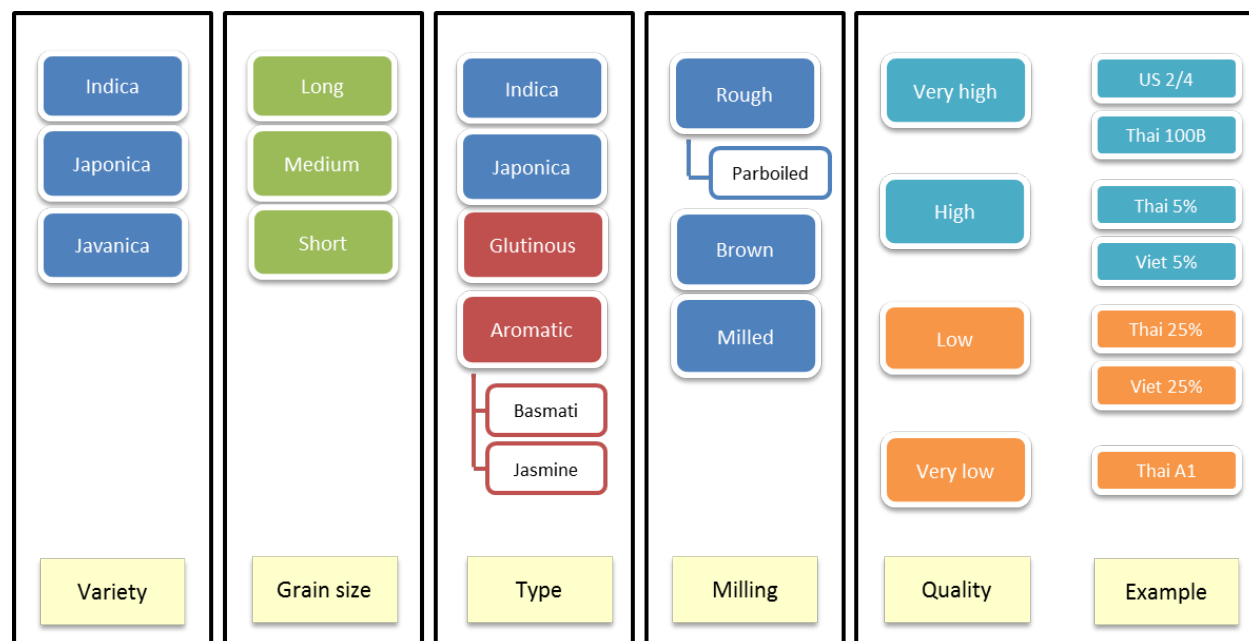 Indica
Japonica
Javanica
Variety
Long
Medium
Short
Grain size
Indica
Japonica
Glutinous
Aromatic
Basmati
Jasmine
Type
Rough
Parboiled
Brown
Milled
Milling
Very high
High
Low
Very low
Quality
US 2/4
Thai 100B
Thai 5%
Viet 5%
Thai 25%
Viet 25%
Thai A1
Example